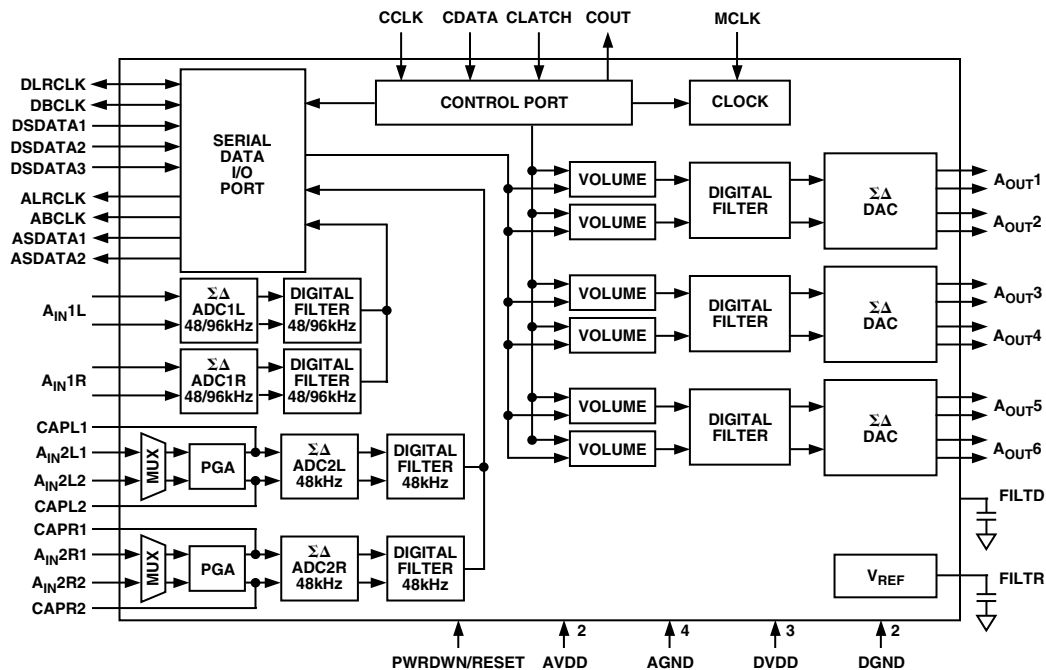 CCLK CDATA CLATCH COUT MCLK
DLRCLK
DBCLK
DSDATA1
DSDATA2
DSDATA3
ALRCLK
ABCLK
ASDATA1
ASDATA2
SERIAL
DATA
I/O
PORT
CONTROL PORT
CLOCK
VOLUME
VOLUME
DIGITAL
FILTER
ΣΔ
DAC
AOUT1
AOUT2
VOLUME
VOLUME
DIGITAL
FILTER
ΣΔ
DAC
AOUT3
AOUT4
VOLUME
VOLUME
DIGITAL
FILTER
ΣΔ
DAC
AOUT5
AOUT6
AIN1L
ΣΔ
ADC1L
48/96kHz
DIGITAL
FILTER
48/96kHz
AIN1R
ΣΔ
ADC1R
48/96kHz
DIGITAL
FILTER
48/96kHz
CAPL1
AIN2L1
AIN2L2
CAPL2
MUX
PGA
ΣΔ
ADC2L
48kHz
DIGITAL
FILTER
48kHz
CAPR1
AIN2R1
AIN2R2
CAPR2
MUX
PGA
ΣΔ
ADC2R
48kHz
DIGITAL
FILTER
48kHz
FILTD
VREF
FILTR
2 4 3 2
PWRDWN/RESET AVDD AGND DVDD DGND